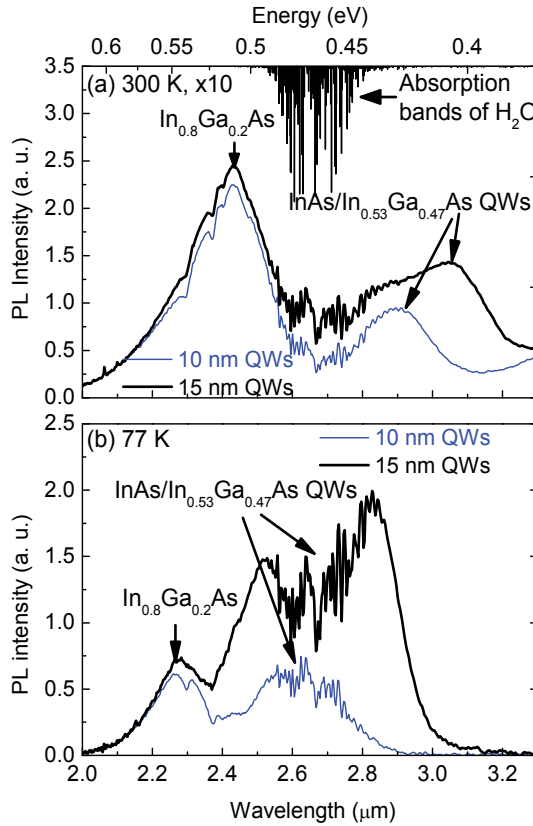 Energy (eV)
0.6 0.55 0.5 0.45 0.4
(a) 300 K, x10
Absorption
bands of H₂O
In₀.₈Ga₀.₂As
InAs/In₀.₅₃Ga₀.₄₇As QWs
10 nm QWs
15 nm QWs
PL Intensity (a. u.)
3.5
3.0
2.5
2.0
1.5
1.0
0.5
0.0
(b) 77 K
10 nm QWs
15 nm QWs
InAs/In₀.₅₃Ga₀.₄₇As QWs
In₀.₈Ga₀.₂As
PL intensity (a. u.)
2.0
1.5
1.0
0.5
0.0
2.0 2.2 2.4 2.6 2.8 3.0 3.2
Wavelength (μm)